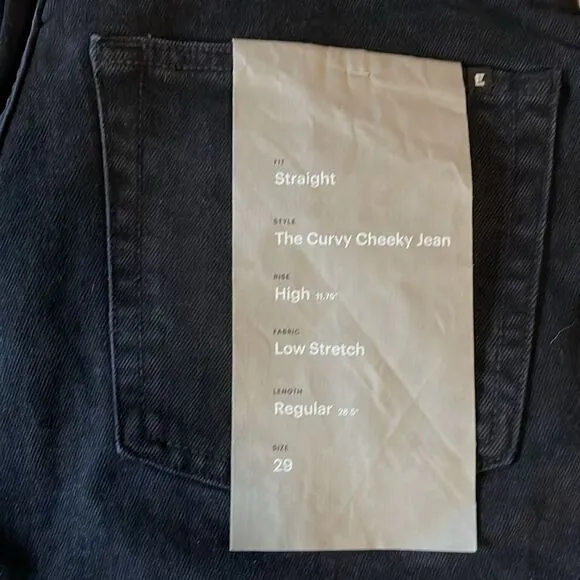 FIT
Straight
STYLE
The Curvy Cheeky Jean
RISE
High 11.75"
FABRIC
Low Stretch
LENGTH
Regular 28.5"
SIZE
29